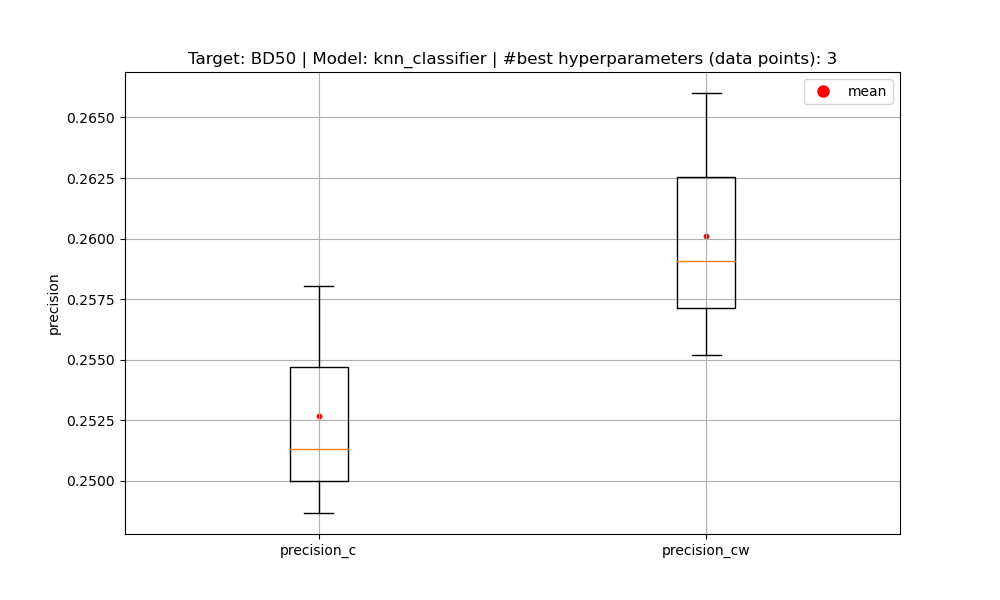 Target: BD50 | Model: knn_classifier | #best hyperparameters (data points): 3
mean
0.2650
0.2625
0.2600
0.2575
0.2550
0.2525
0.2500
precision
precision_c
precision_cw